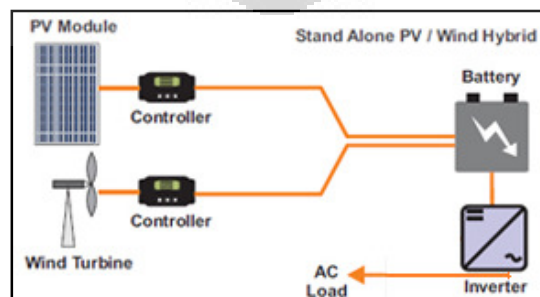 PV Module
Stand Alone PV / Wind Hybrid
Battery
Controller
Controller
Wind Turbine
AC
Load
Inverter